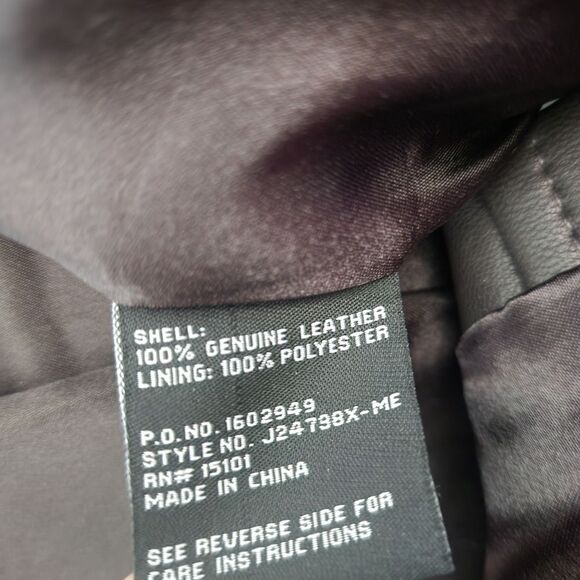 SHELL:
100% GENUINE LEATHER
LINING: 100% POLYESTER
P.O.NO. 1602949
STYLE NO. J24798X-ME
RN# 15101
MADE IN CHINA
SEE REVERSE SIDE FOR
CARE INSTRUCTIONS